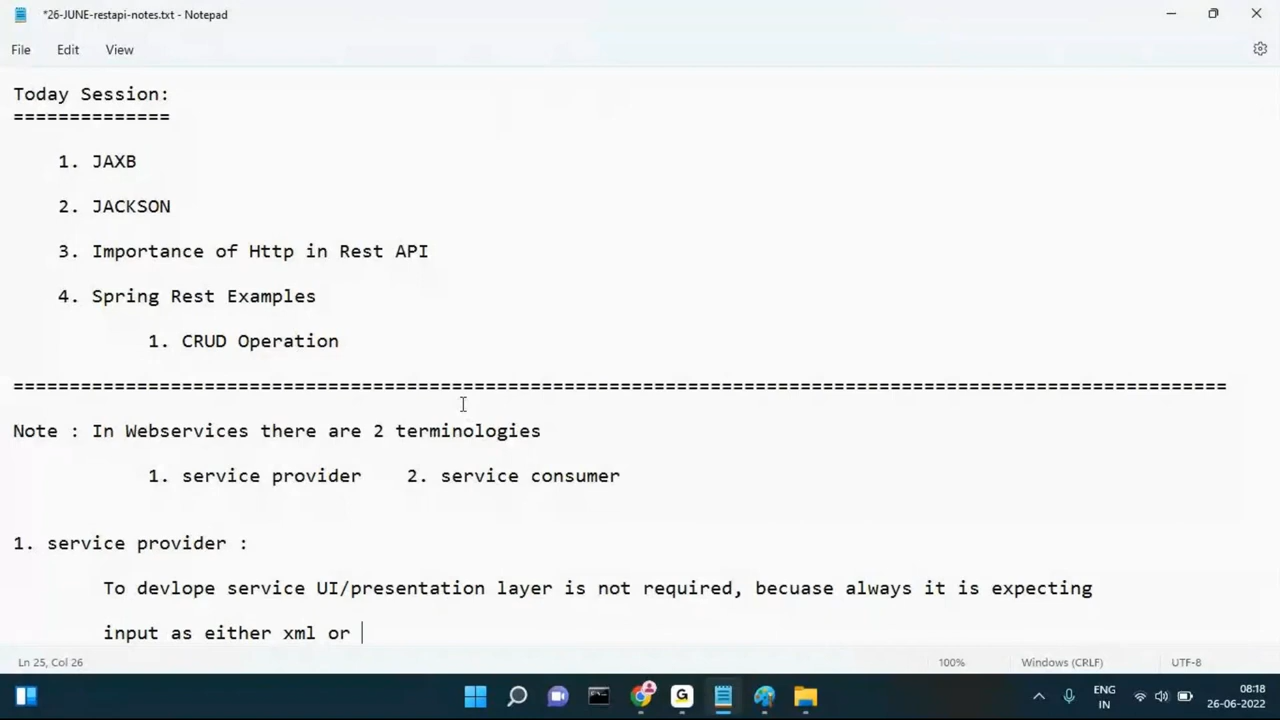 *26-JUNE-restapi-notes.txt - Notepad
File Edit View
Today Session:
==============
1. JAXB
2. JACKSON
3. Importance of Http in Rest API
4. Spring Rest Examples
1. CRUD Operation
============================================================================================================
Note : In Webservices there are 2 terminologies
1. service provider 2. service consumer
1. service provider :
To devlope service UI/presentation layer is not required, becuase always it is expecting
input as either xml or
Ln 25, Col 26 100% Windows (CRLF) UTF-8
ENG 08:18
IN 26-06-2022